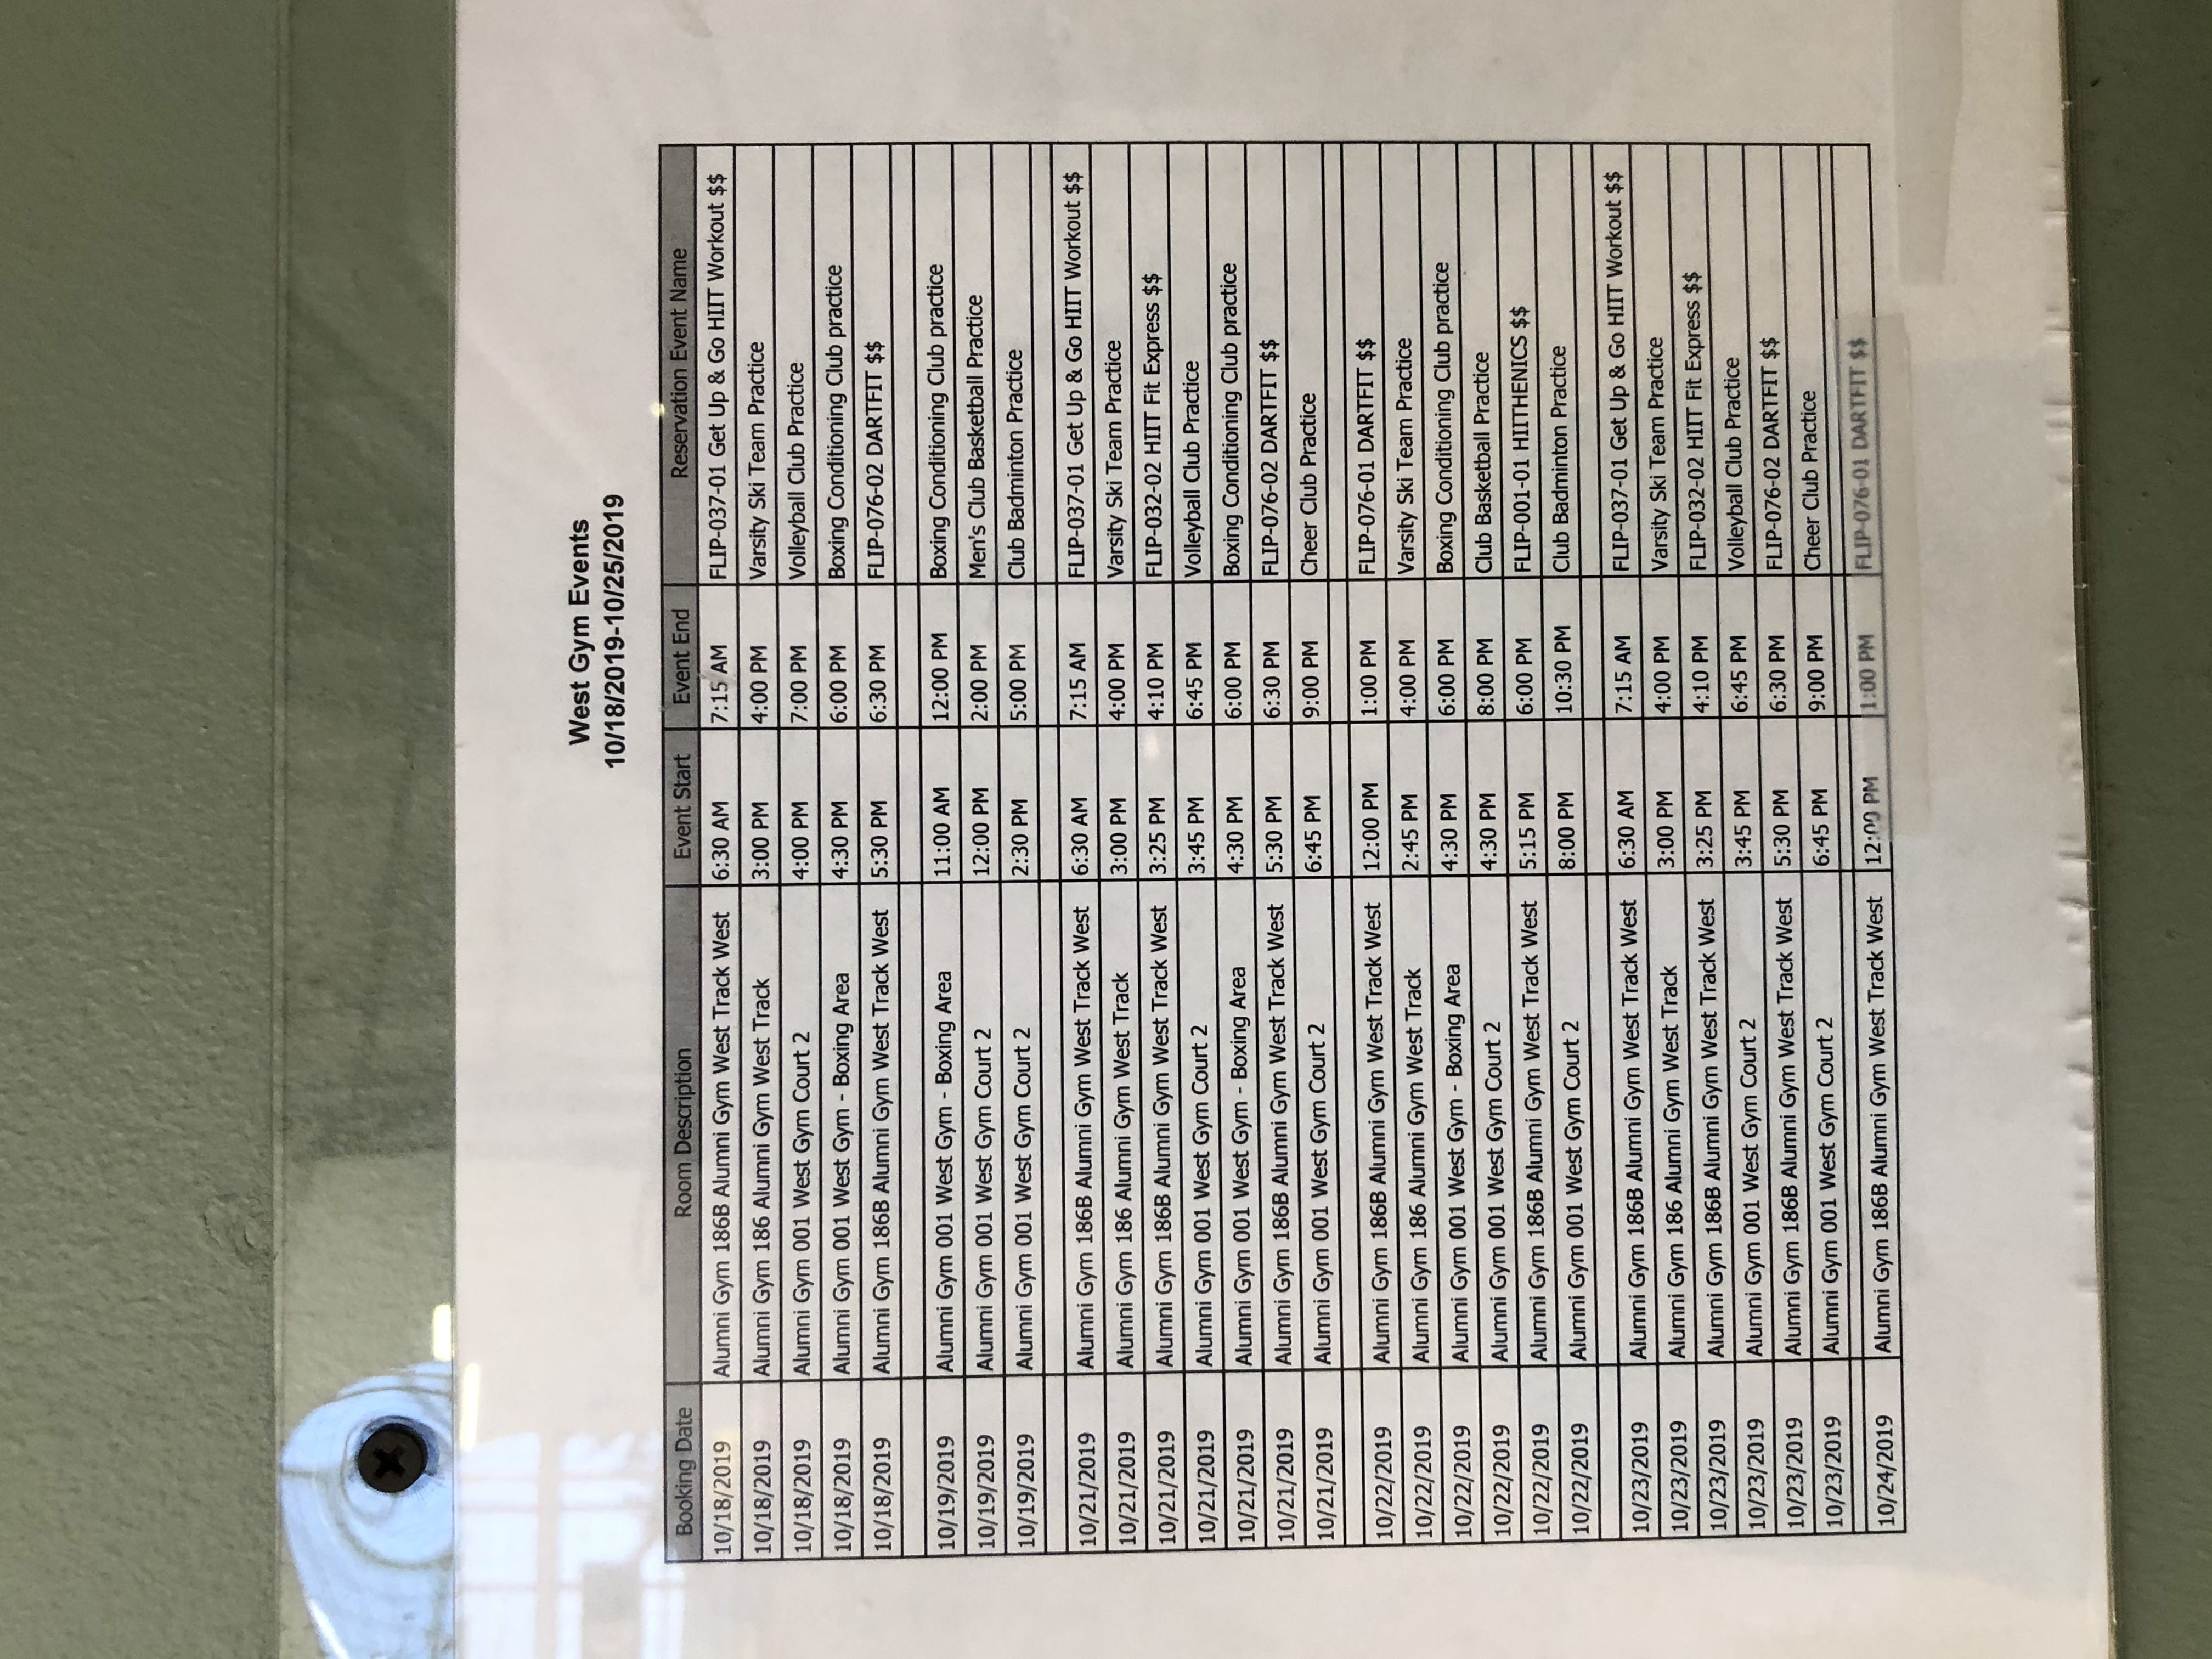 West Gym Events
10/18/2019-10/25/2019
Booking Date Room Description Event Start Event End Reservation Event Name
10/18/2019 Alumni Gym 186B Alumni Gym West Track West 6:30 AM 7:15 AM FLIP-037-01 Get Up & Go HIIT Workout $$
10/18/2019 Alumni Gym 186 Alumni Gym West Track 3:00 PM 4:00 PM Varsity Ski Team Practice
10/18/2019 Alumni Gym 001 West Gym Court 2 4:00 PM 7:00 PM Volleyball Club Practice
10/18/2019 Alumni Gym 001 West Gym - Boxing Area 4:30 PM 6:00 PM Boxing Conditioning Club practice
10/18/2019 Alumni Gym 186B Alumni Gym West Track West 5:30 PM 6:30 PM FLIP-076-02 DARTFIT $$
10/19/2019 Alumni Gym 001 West Gym - Boxing Area 11:00 AM 12:00 PM Boxing Conditioning Club practice
10/19/2019 Alumni Gym 001 West Gym Court 2 12:00 PM 2:00 PM Men's Club Basketball Practice
10/19/2019 Alumni Gym 001 West Gym Court 2 2:30 PM 5:00 PM Club Badminton Practice
10/21/2019 Alumni Gym 186B Alumni Gym West Track West 6:30 AM 7:15 AM FLIP-037-01 Get Up & Go HIIT Workout $$
10/21/2019 Alumni Gym 186 Alumni Gym West Track 3:00 PM 4:00 PM Varsity Ski Team Practice
10/21/2019 Alumni Gym 186B Alumni Gym West Track West 3:25 PM 4:10 PM FLIP-032-02 HIIT Fit Express $$
10/21/2019 Alumni Gym 001 West Gym Court 2 3:45 PM 6:45 PM Volleyball Club Practice
10/21/2019 Alumni Gym 001 West Gym - Boxing Area 4:30 PM 6:00 PM Boxing Conditioning Club practice
10/21/2019 Alumni Gym 186B Alumni Gym West Track West 5:30 PM 6:30 PM FLIP-076-02 DARTFIT $$
10/21/2019 Alumni Gym 001 West Gym Court 2 6:45 PM 9:00 PM Cheer Club Practice
10/22/2019 Alumni Gym 186B Alumni Gym West Track West 12:00 PM 1:00 PM FLIP-076-01 DARTFIT $$
10/22/2019 Alumni Gym 186 Alumni Gym West Track 2:45 PM 4:00 PM Varsity Ski Team Practice
10/22/2019 Alumni Gym 001 West Gym - Boxing Area 4:30 PM 6:00 PM Boxing Conditioning Club practice
10/22/2019 Alumni Gym 001 West Gym Court 2 4:30 PM 8:00 PM Club Basketball Practice
10/22/2019 Alumni Gym 186B Alumni Gym West Track West 5:15 PM 6:00 PM FLIP-001-01 HIITHENICS $$
10/22/2019 Alumni Gym 001 West Gym Court 2 8:00 PM 10:30 PM Club Badminton Practice
10/23/2019 Alumni Gym 186B Alumni Gym West Track West 6:30 AM 7:15 AM FLIP-037-01 Get Up & Go HIIT Workout $$
10/23/2019 Alumni Gym 186 Alumni Gym West Track 3:00 PM 4:00 PM Varsity Ski Team Practice
10/23/2019 Alumni Gym 186B Alumni Gym West Track West 3:25 PM 4:10 PM FLIP-032-02 HIIT Fit Express $$
10/23/2019 Alumni Gym 001 West Gym Court 2 3:45 PM 6:45 PM Volleyball Club Practice
10/23/2019 Alumni Gym 186B Alumni Gym West Track West 5:30 PM 6:30 PM FLIP-076-02 DARTFIT $$
10/23/2019 Alumni Gym 001 West Gym Court 2 6:45 PM 9:00 PM Cheer Club Practice
10/24/2019 Alumni Gym 186B Alumni Gym West Track West 12:00 PM 1:00 PM FLIP-076-01 DARTFIT $$